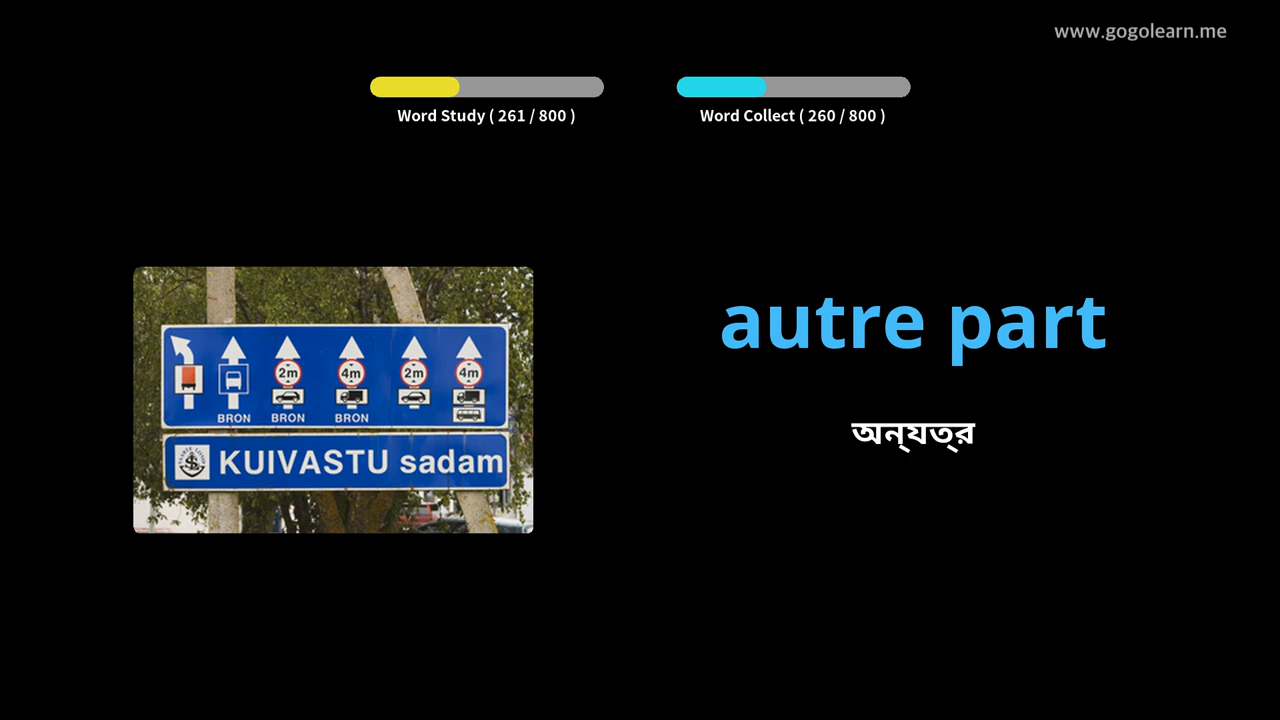 www.gogolearn.me
Word Study ( 261 / 800 )
Word Collect ( 260 / 800 )
autre part
অন্যত্র
2m 4m 2m 4m
BRON BRON BRON
KUIVASTU sadam